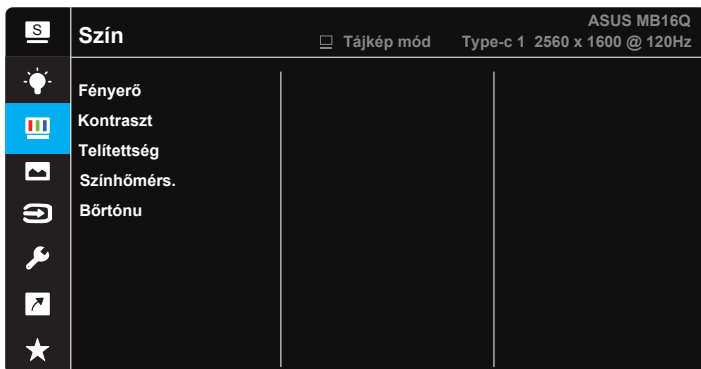 S
Szín
ASUS MB16Q
Tájkép mód Type-c 1 2560 x 1600 @ 120Hz
Fényerő
Kontraszt
Telítettség
Színhőmérs.
Bőrtónu